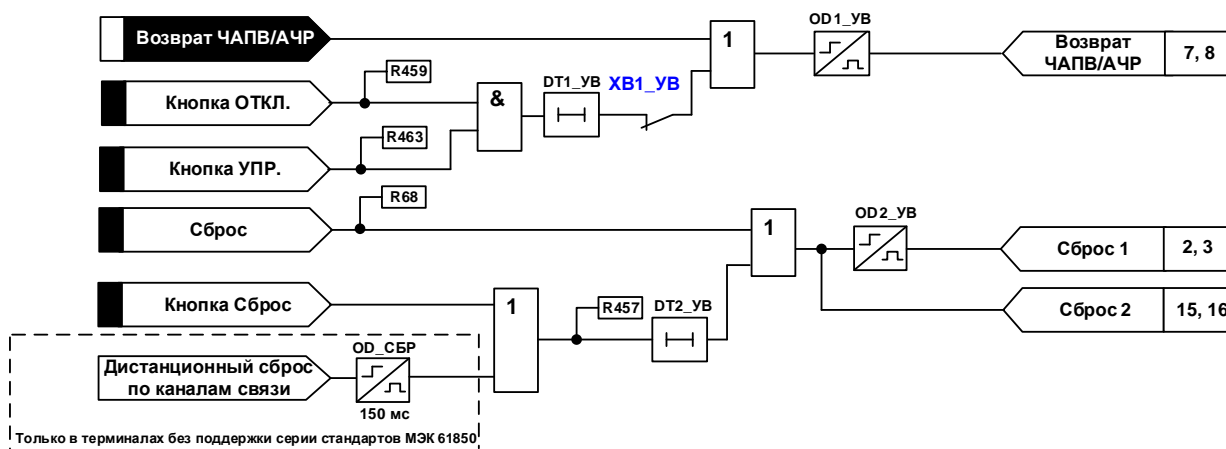 Возврат ЧАПВ/АЧР
1
OD1_УВ
Возврат
ЧАПВ/АЧР
7, 8
R459
Кнопка ОТКЛ.
&
DT1_УВ
XB1_УВ
R463
Кнопка УПР.
R68
Сброс
1
OD2_УВ
Сброс 1
2, 3
Кнопка Сброс
1
R457
DT2_УВ
Сброс 2
15, 16
Дистанционный сброс
по каналам связи
OD_СБР
150 мс
Только в терминалах без поддержки серии стандартов МЭК 61850